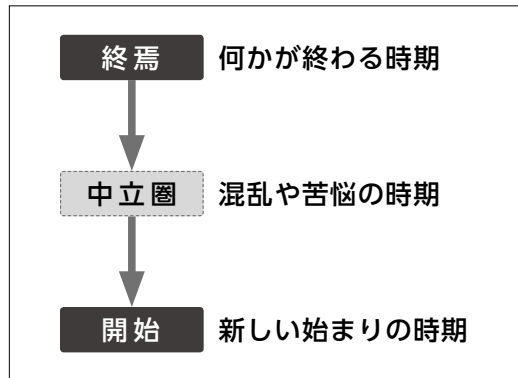 終焉 何かが終わる時期
中立圏 混乱や苦悩の時期
開始 新しい始まりの時期